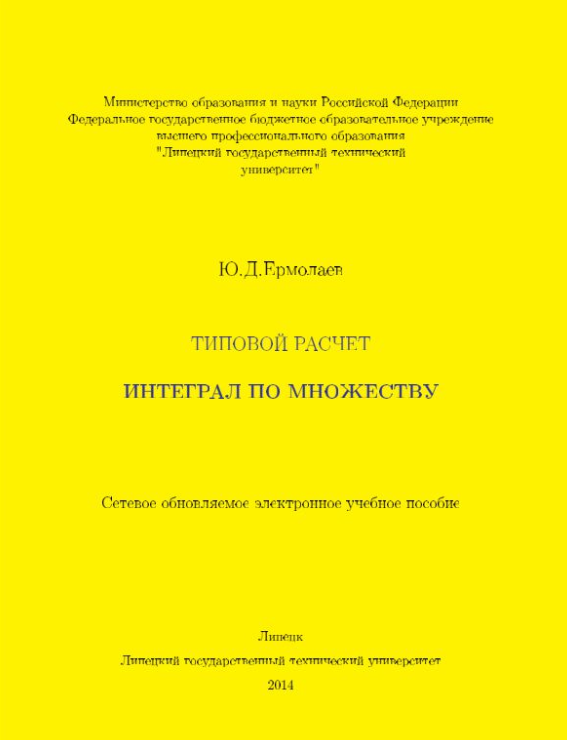 Министерство образования и науки Российской Федерации
Федеральное государственное бюджетное образовательное учреждение
высшего профессионального образования
"Липецкий государственный технический
университет"
Ю.Д.Ермолаев
ТИПОВОЙ РАСЧЕТ
ИНТЕГРАЛ ПО МНОЖЕСТВУ
Сетевое обновляемое электронное учебное пособие
Липецк
Липецкий государственный технический университет
2014